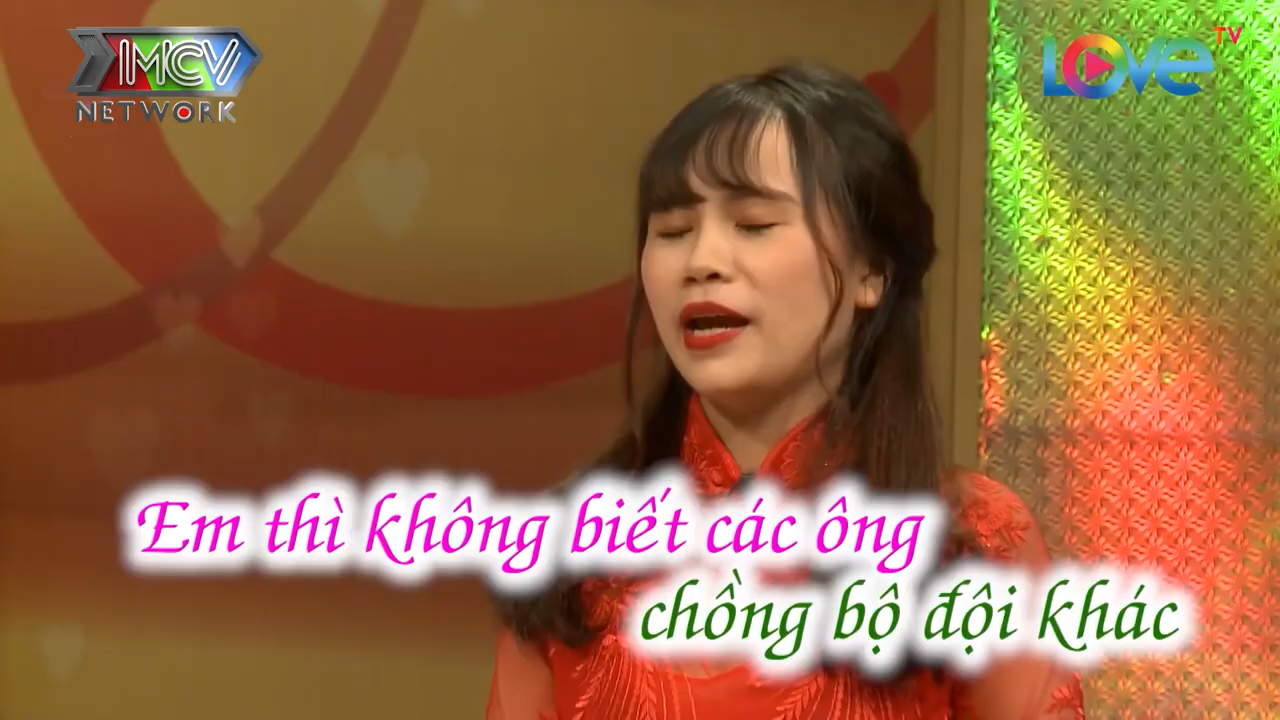 MCV
NETWORK
LOVE TV
Em thì không biết các ông
chồng bộ đội khác